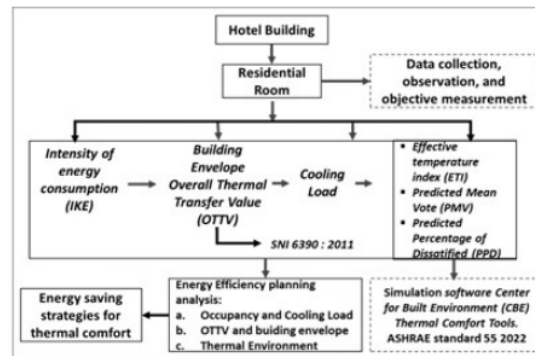 Hotel Building
Residential
Room
Data collection,
observation, and
objective measurement
Intensity of
energy
consumption
(IKE)
Building
Envelope
Overall Thermal
Transfer Value
(OTTV)
Cooling
Load
▪ Effective
temperature
index (ETI)
▪ Predicted Mean
Vote (PMV)
▪ Predicted
Percentage of
Dissatified (PPD)
SNI 6390 : 2011
Energy saving
strategies for
thermal comfort
Energy Efficiency planning
analysis:
a. Occupancy and Cooling Load
b. OTTV and buiding envelope
c. Thermal Environment
Simulation software Center
for Built Environment (CBE)
Thermal Comfort Tools.
ASHRAE standard 55 2022